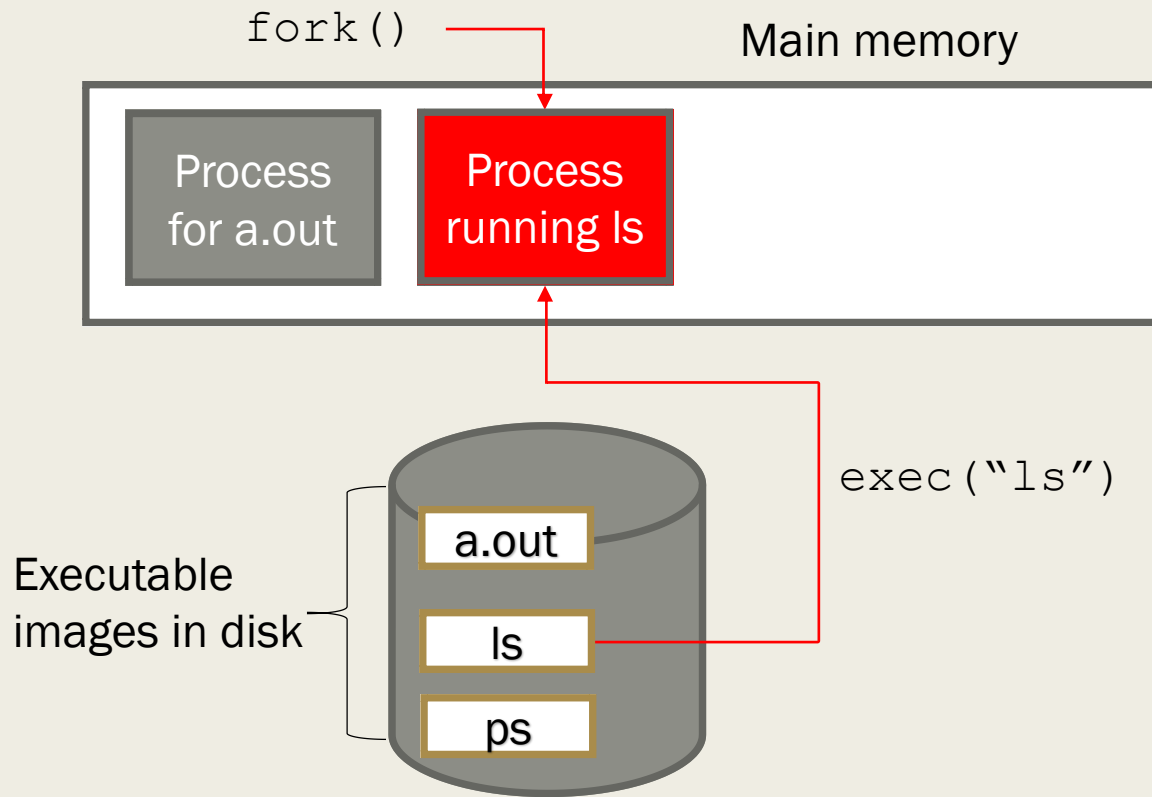 fork()
Main memory
Process
for a.out
Process
running ls
exec(“ls”)
a.out
Executable
images in disk
ls
ps